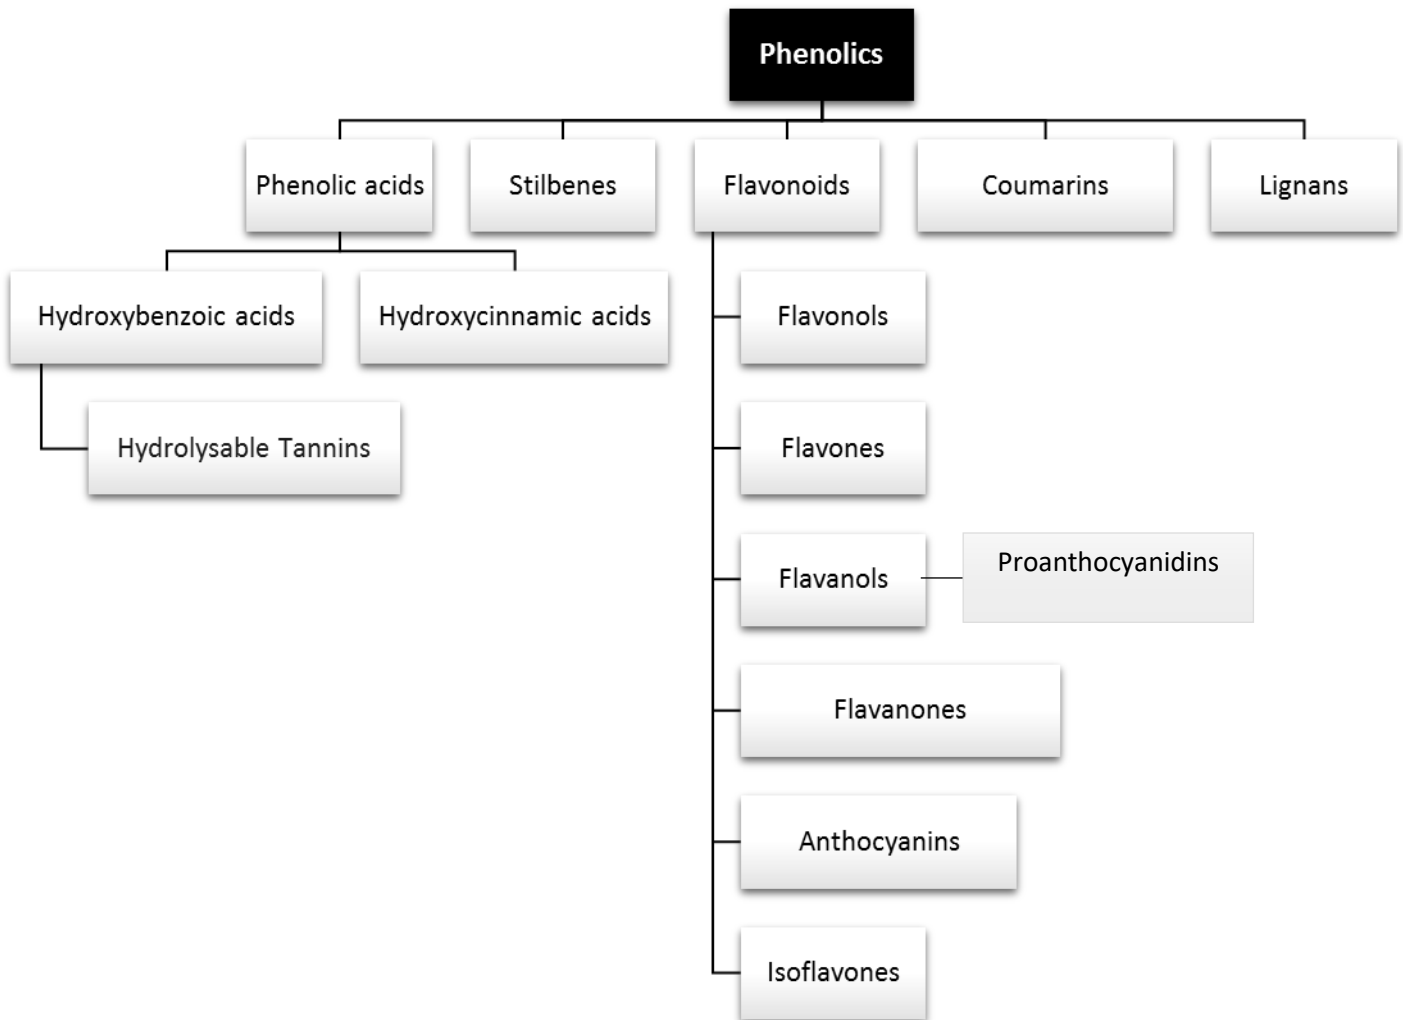 Phenolics
Phenolic acids
Stilbenes
Flavonoids
Coumarins
Lignans
Hydroxybenzoic acids
Hydroxycinnamic acids
Flavonols
Hydrolysable Tannins
Flavones
Flavanols
Proanthocyanidins
Flavanones
Anthocyanins
Isoflavones